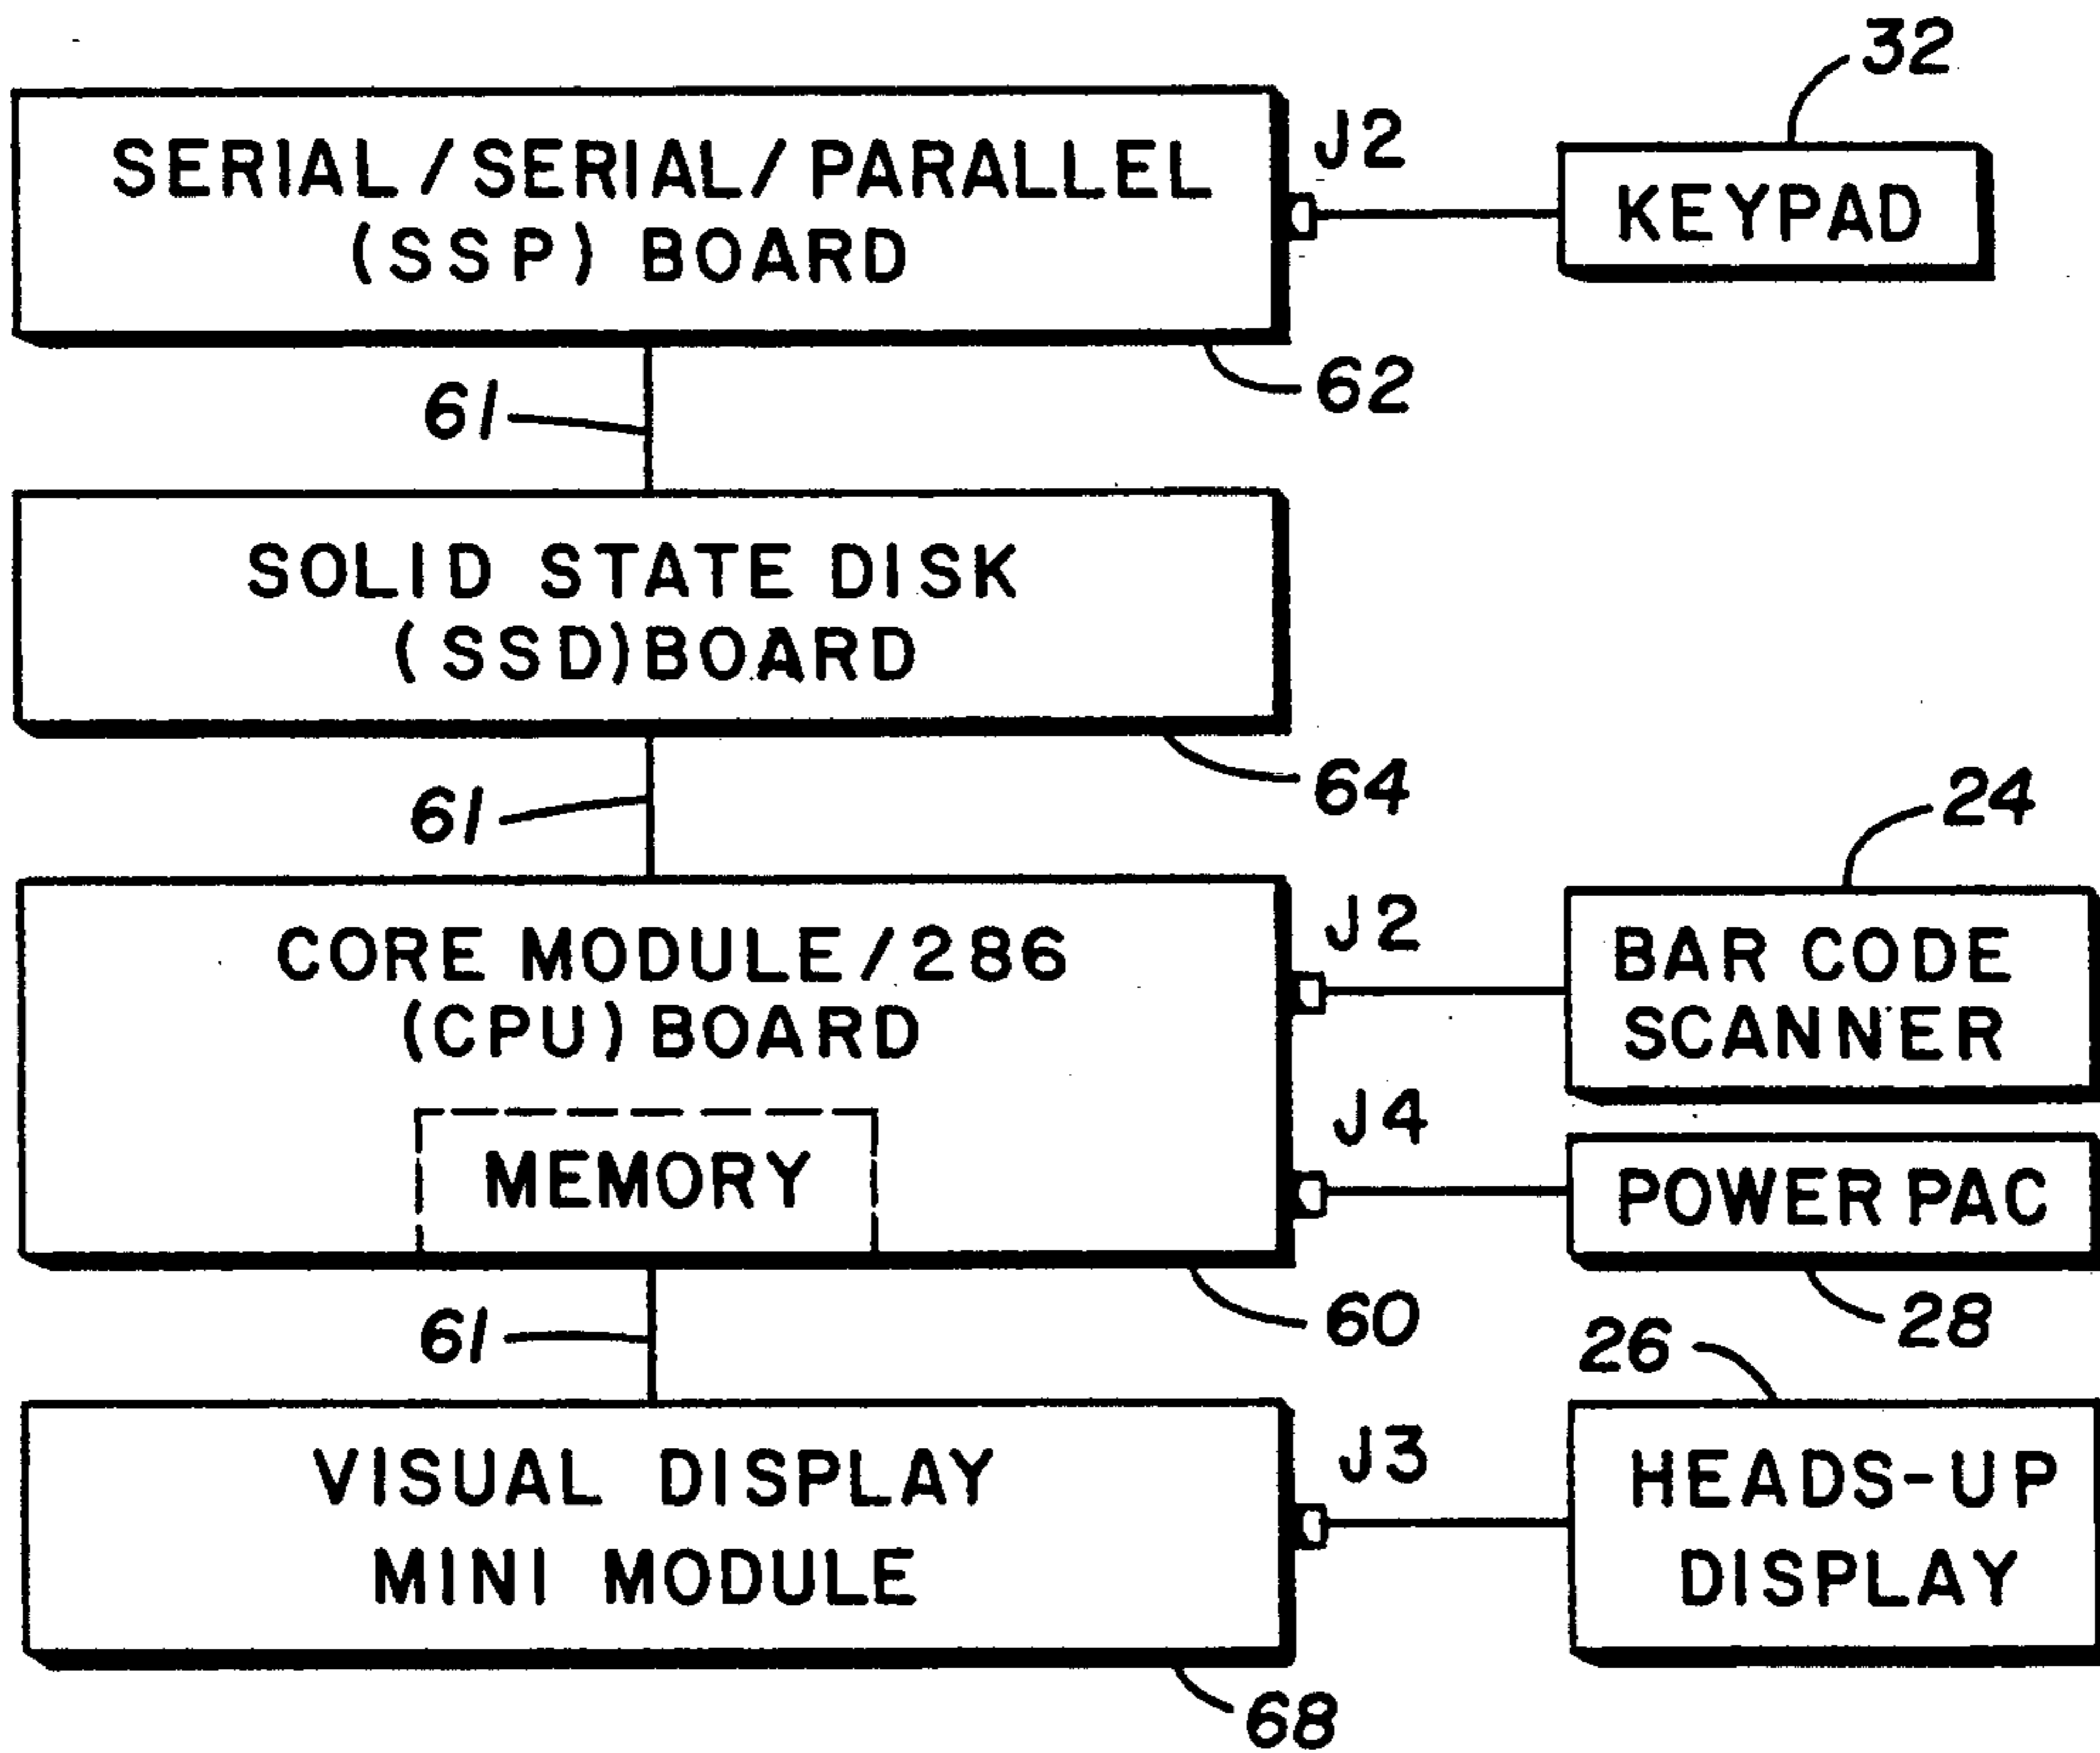 32
SERIAL/SERIAL/PARALLEL
(SSP) BOARD
J2
KEYPAD
61
62
SOLID STATE DISK
(SSD)BOARD
61
64
24
CORE MODULE/286
(CPU) BOARD
MEMORY
J2
BAR CODE
SCANNER
J4
POWER PAC
61
60
28
26
VISUAL DISPLAY
MINI MODULE
J3
HEADS-UP
DISPLAY
68